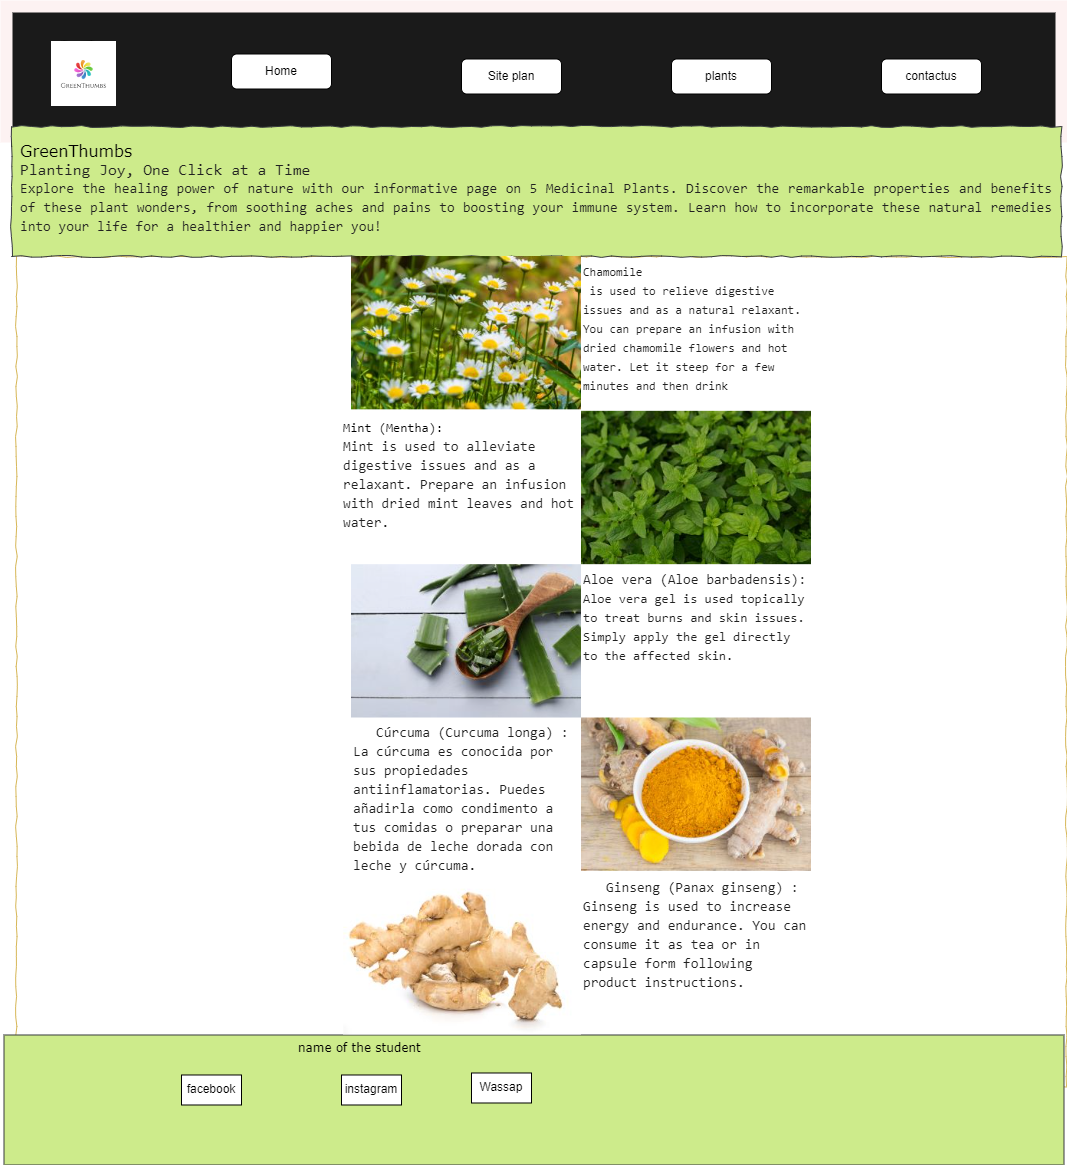 GreenThumbs
Home
Site plan
plants
contactus
GreenThumbs
Planting Joy, One Click at a Time
Explore the healing power of nature with our informative page on 5 Medicinal Plants. Discover the remarkable properties and benefits
of these plant wonders, from soothing aches and pains to boosting your immune system. Learn how to incorporate these natural remedies
into your life for a healthier and happier you!
Chamomile
is used to relieve digestive
issues and as a natural relaxant.
You can prepare an infusion with
dried chamomile flowers and hot
water. Let it steep for a few
minutes and then drink
Mint (Mentha):
Mint is used to alleviate
digestive issues and as a
relaxant. Prepare an infusion
with dried mint leaves and hot
water.
Aloe vera (Aloe barbadensis):
Aloe vera gel is used topically
to treat burns and skin issues.
Simply apply the gel directly
to the affected skin.
Cúrcuma (Curcuma longa) :
La cúrcuma es conocida por
sus propiedades
antiinflamatorias. Puedes
añadirla como condimento a
tus comidas o preparar una
bebida de leche dorada con
leche y cúrcuma.
Ginseng (Panax ginseng) :
Ginseng is used to increase
energy and endurance. You can
consume it as tea or in
capsule form following
product instructions.
name of the student
facebook
instagram
Wassap